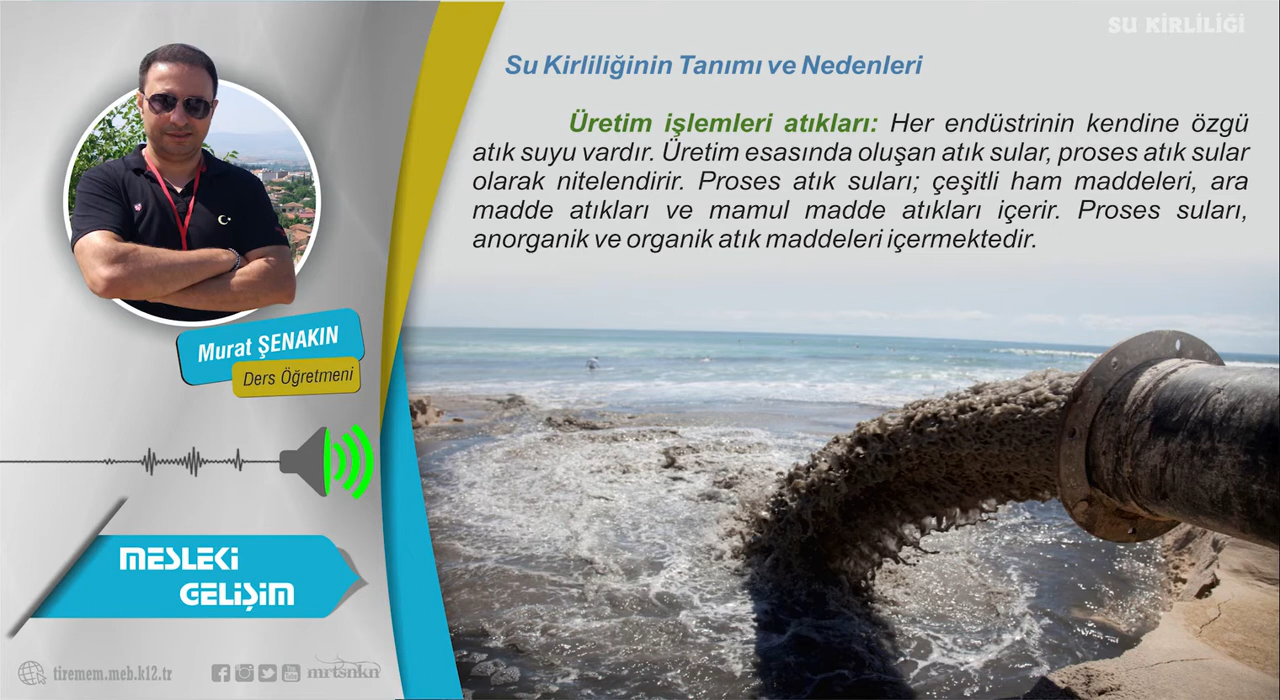 SU KİRLİLİĞİ
Su Kirliliğinin Tanımı ve Nedenleri
Üretim işlemleri atıkları: Her endüstrinin kendine özgü
atık suyu vardır. Üretim esasında oluşan atık sular, proses atık sular
olarak nitelendirir. Proses atık suları; çeşitli ham maddeleri, ara
madde atıkları ve mamul madde atıkları içerir. Proses suları,
anorganik ve organik atık maddeleri içermektedir.
Murat ŞENAKIN
Ders Öğretmeni
MESLEKİ
GELİŞİM
tiremem.meb.k12.tr
mrtsnkn